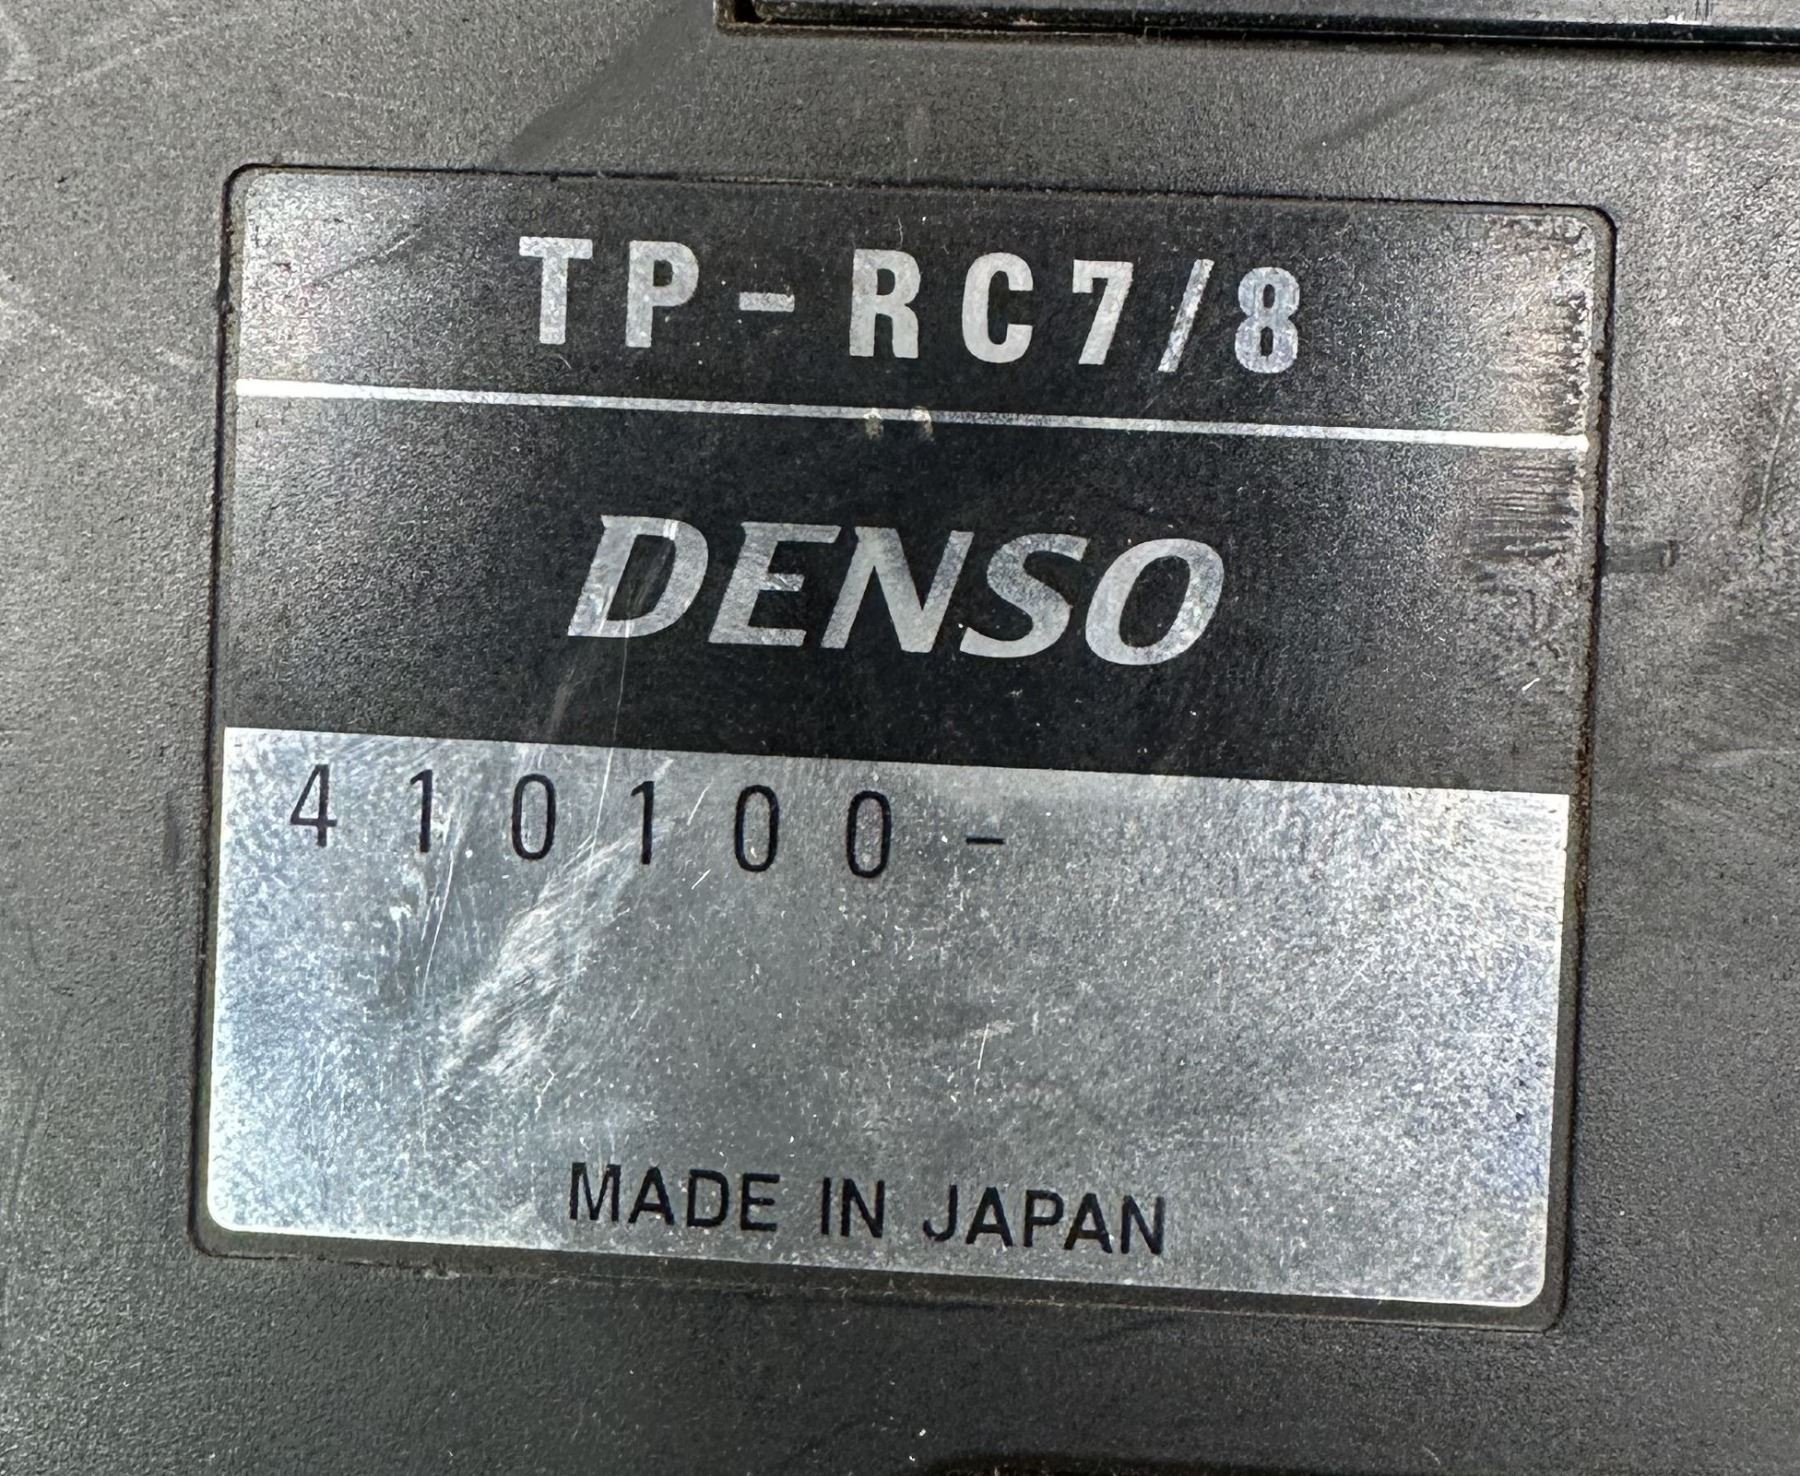 TP-RC7/8
DENSO
410100-
MADE IN JAPAN